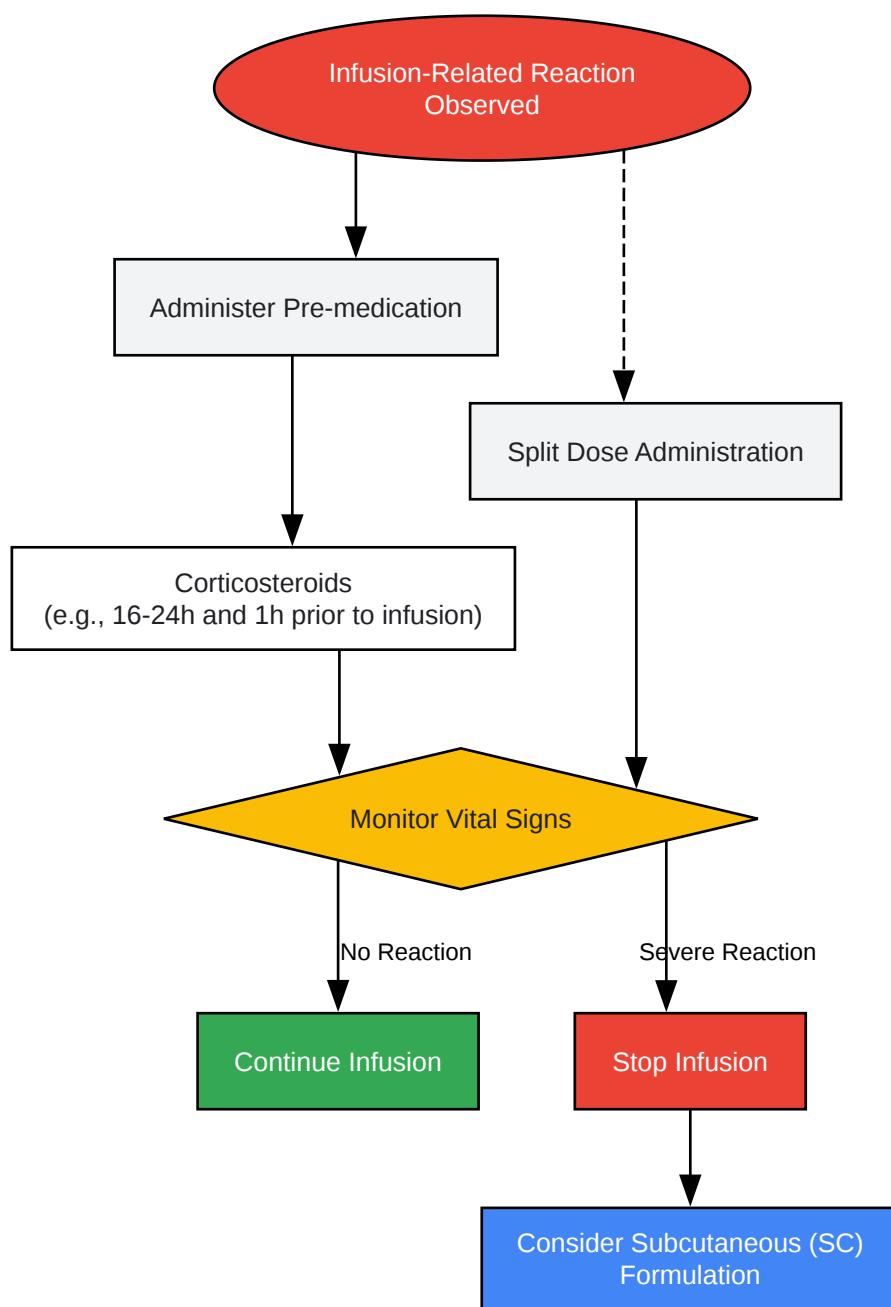 Infusion-Related Reaction
Observed
Administer Pre-medication
Split Dose Administration
Corticosteroids
(e.g., 16-24h and 1h prior to infusion)
Monitor Vital Signs
No Reaction
Severe Reaction
Continue Infusion
Stop Infusion
Consider Subcutaneous (SC)
Formulation